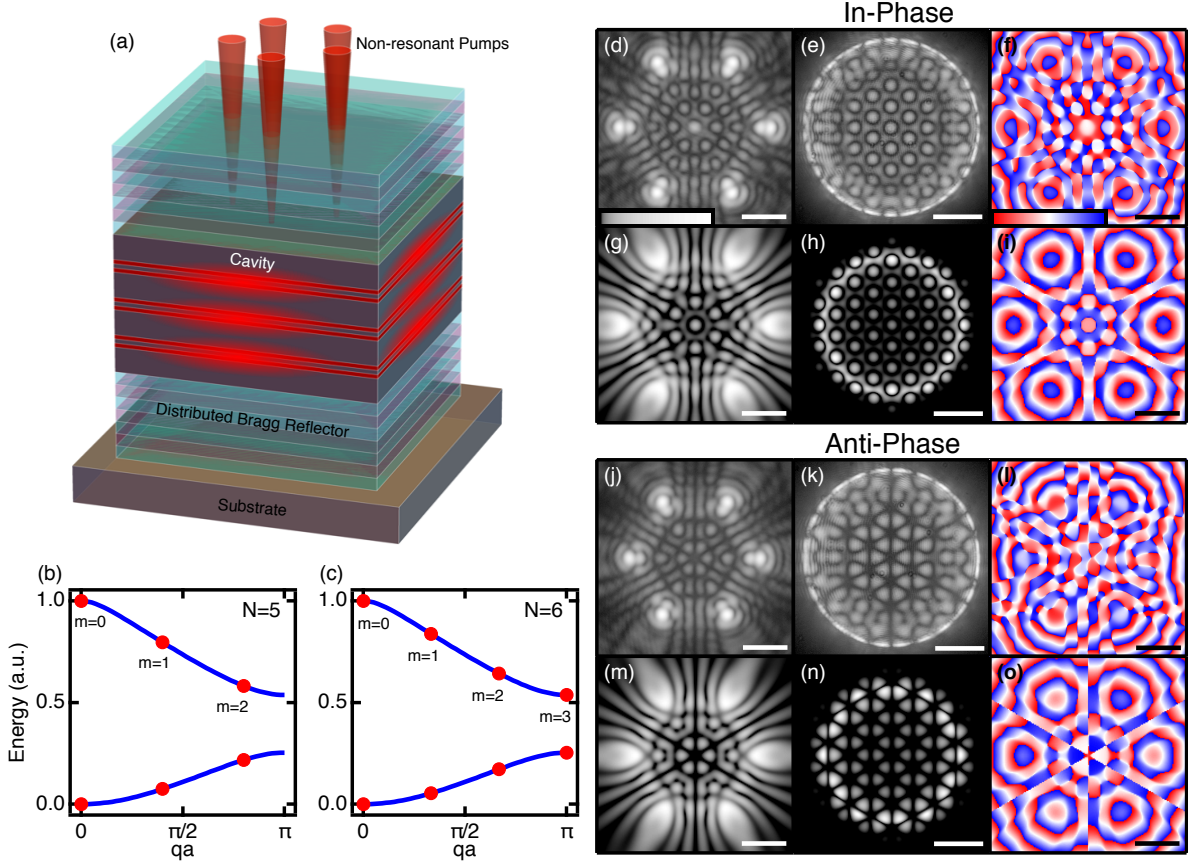 (a)
Non-resonant Pumps
Cavity
Distributed Bragg Reflector
Substrate
(b)
N=5
1.0
0.5
0.0
Energy (a.u.)
m=0
m=1
m=2
0
π/2
π
qa
(c)
N=6
m=0
m=1
m=2
m=3
0
π/2
π
qa
In-Phase
(d)
(e)
(f)
(g)
(h)
(i)
Anti-Phase
(j)
(k)
(l)
(m)
(n)
(o)